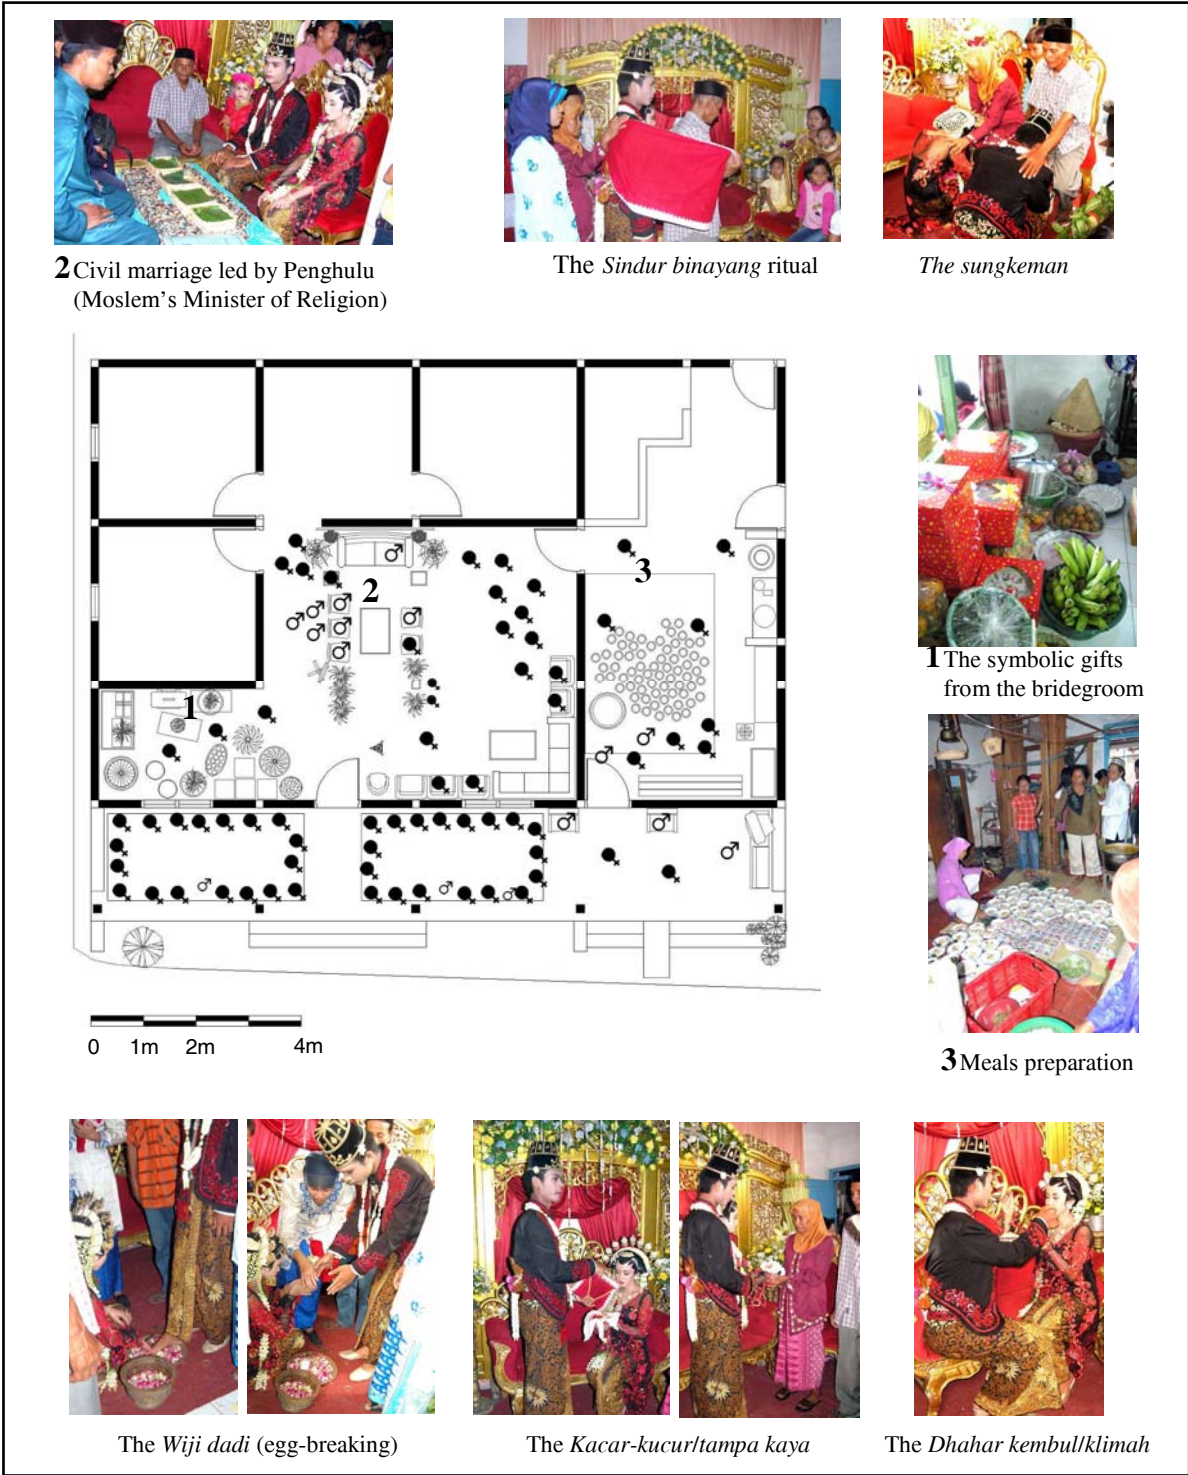 2 Civil marriage led by Penghulu
(Moslem's Minister of Religion)
The Sindur binayang ritual
The sungkeman
1 The symbolic gifts
from the bridegroom
1
2
3
0 1m 2m 4m
3 Meals preparation
The Wiji dadi (egg-breaking)
The Kacar-kucur/tampa kaya
The Dhahar kembul/klimah